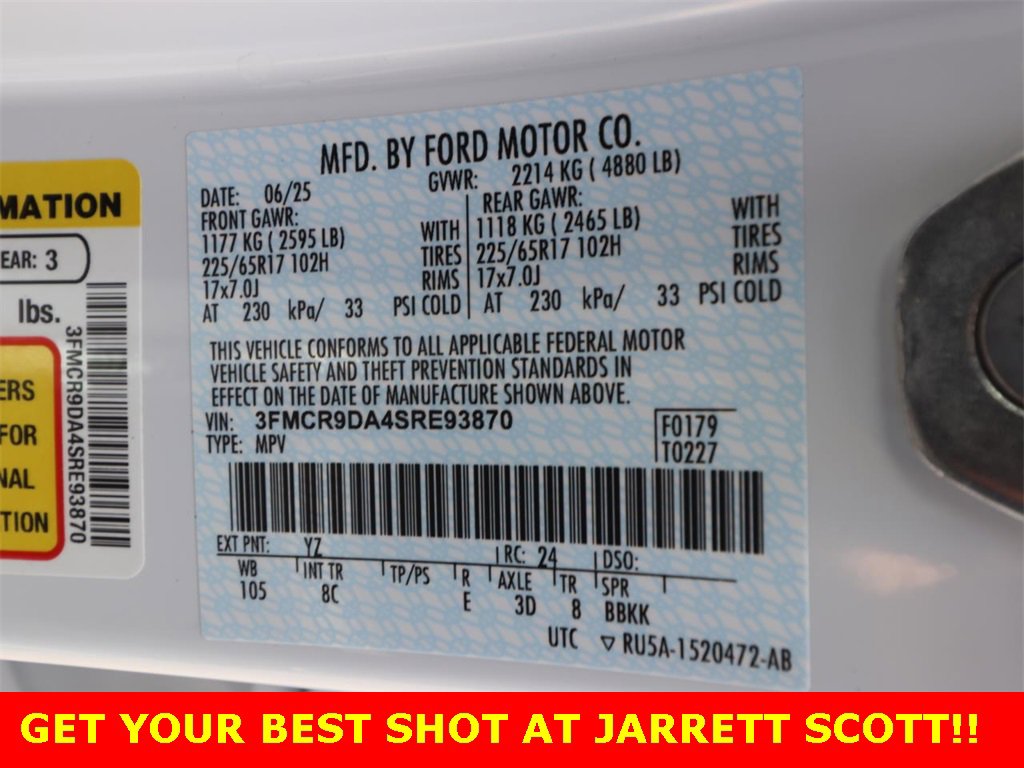 MATION
EAR: 3
lbs.
3FMCR9DA4SRE93870
ERS
FOR
NAL
TION
MFD. BY FORD MOTOR CO.
DATE: 06/25 GVWR: 2214 KG ( 4880 LB)
FRONT GAWR: REAR GAWR:
1177 KG ( 2595 LB) WITH 1118 KG ( 2465 LB) WITH
225/65R17 102H TIRES 225/65R17 102H TIRES
17x7.0J RIMS 17x7.0J RIMS
AT 230 kPa/ 33 PSI COLD AT 230 kPa/ 33 PSI COLD
THIS VEHICLE CONFORMS TO ALL APPLICABLE FEDERAL MOTOR
VEHICLE SAFETY AND THEFT PREVENTION STANDARDS IN
EFFECT ON THE DATE OF MANUFACTURE SHOWN ABOVE.
VIN: 3FMCR9DA4SRE93870 F0179
TYPE: MPV T0227
EXT PNT: YZ RC: 24 DSO:
WB INT TR TP/PS R AXLE TR SPR
105 8C E 3D 8 BBKK
UTC ▽ RU5A-1520472-AB
GET YOUR BEST SHOT AT JARRETT SCOTT!!